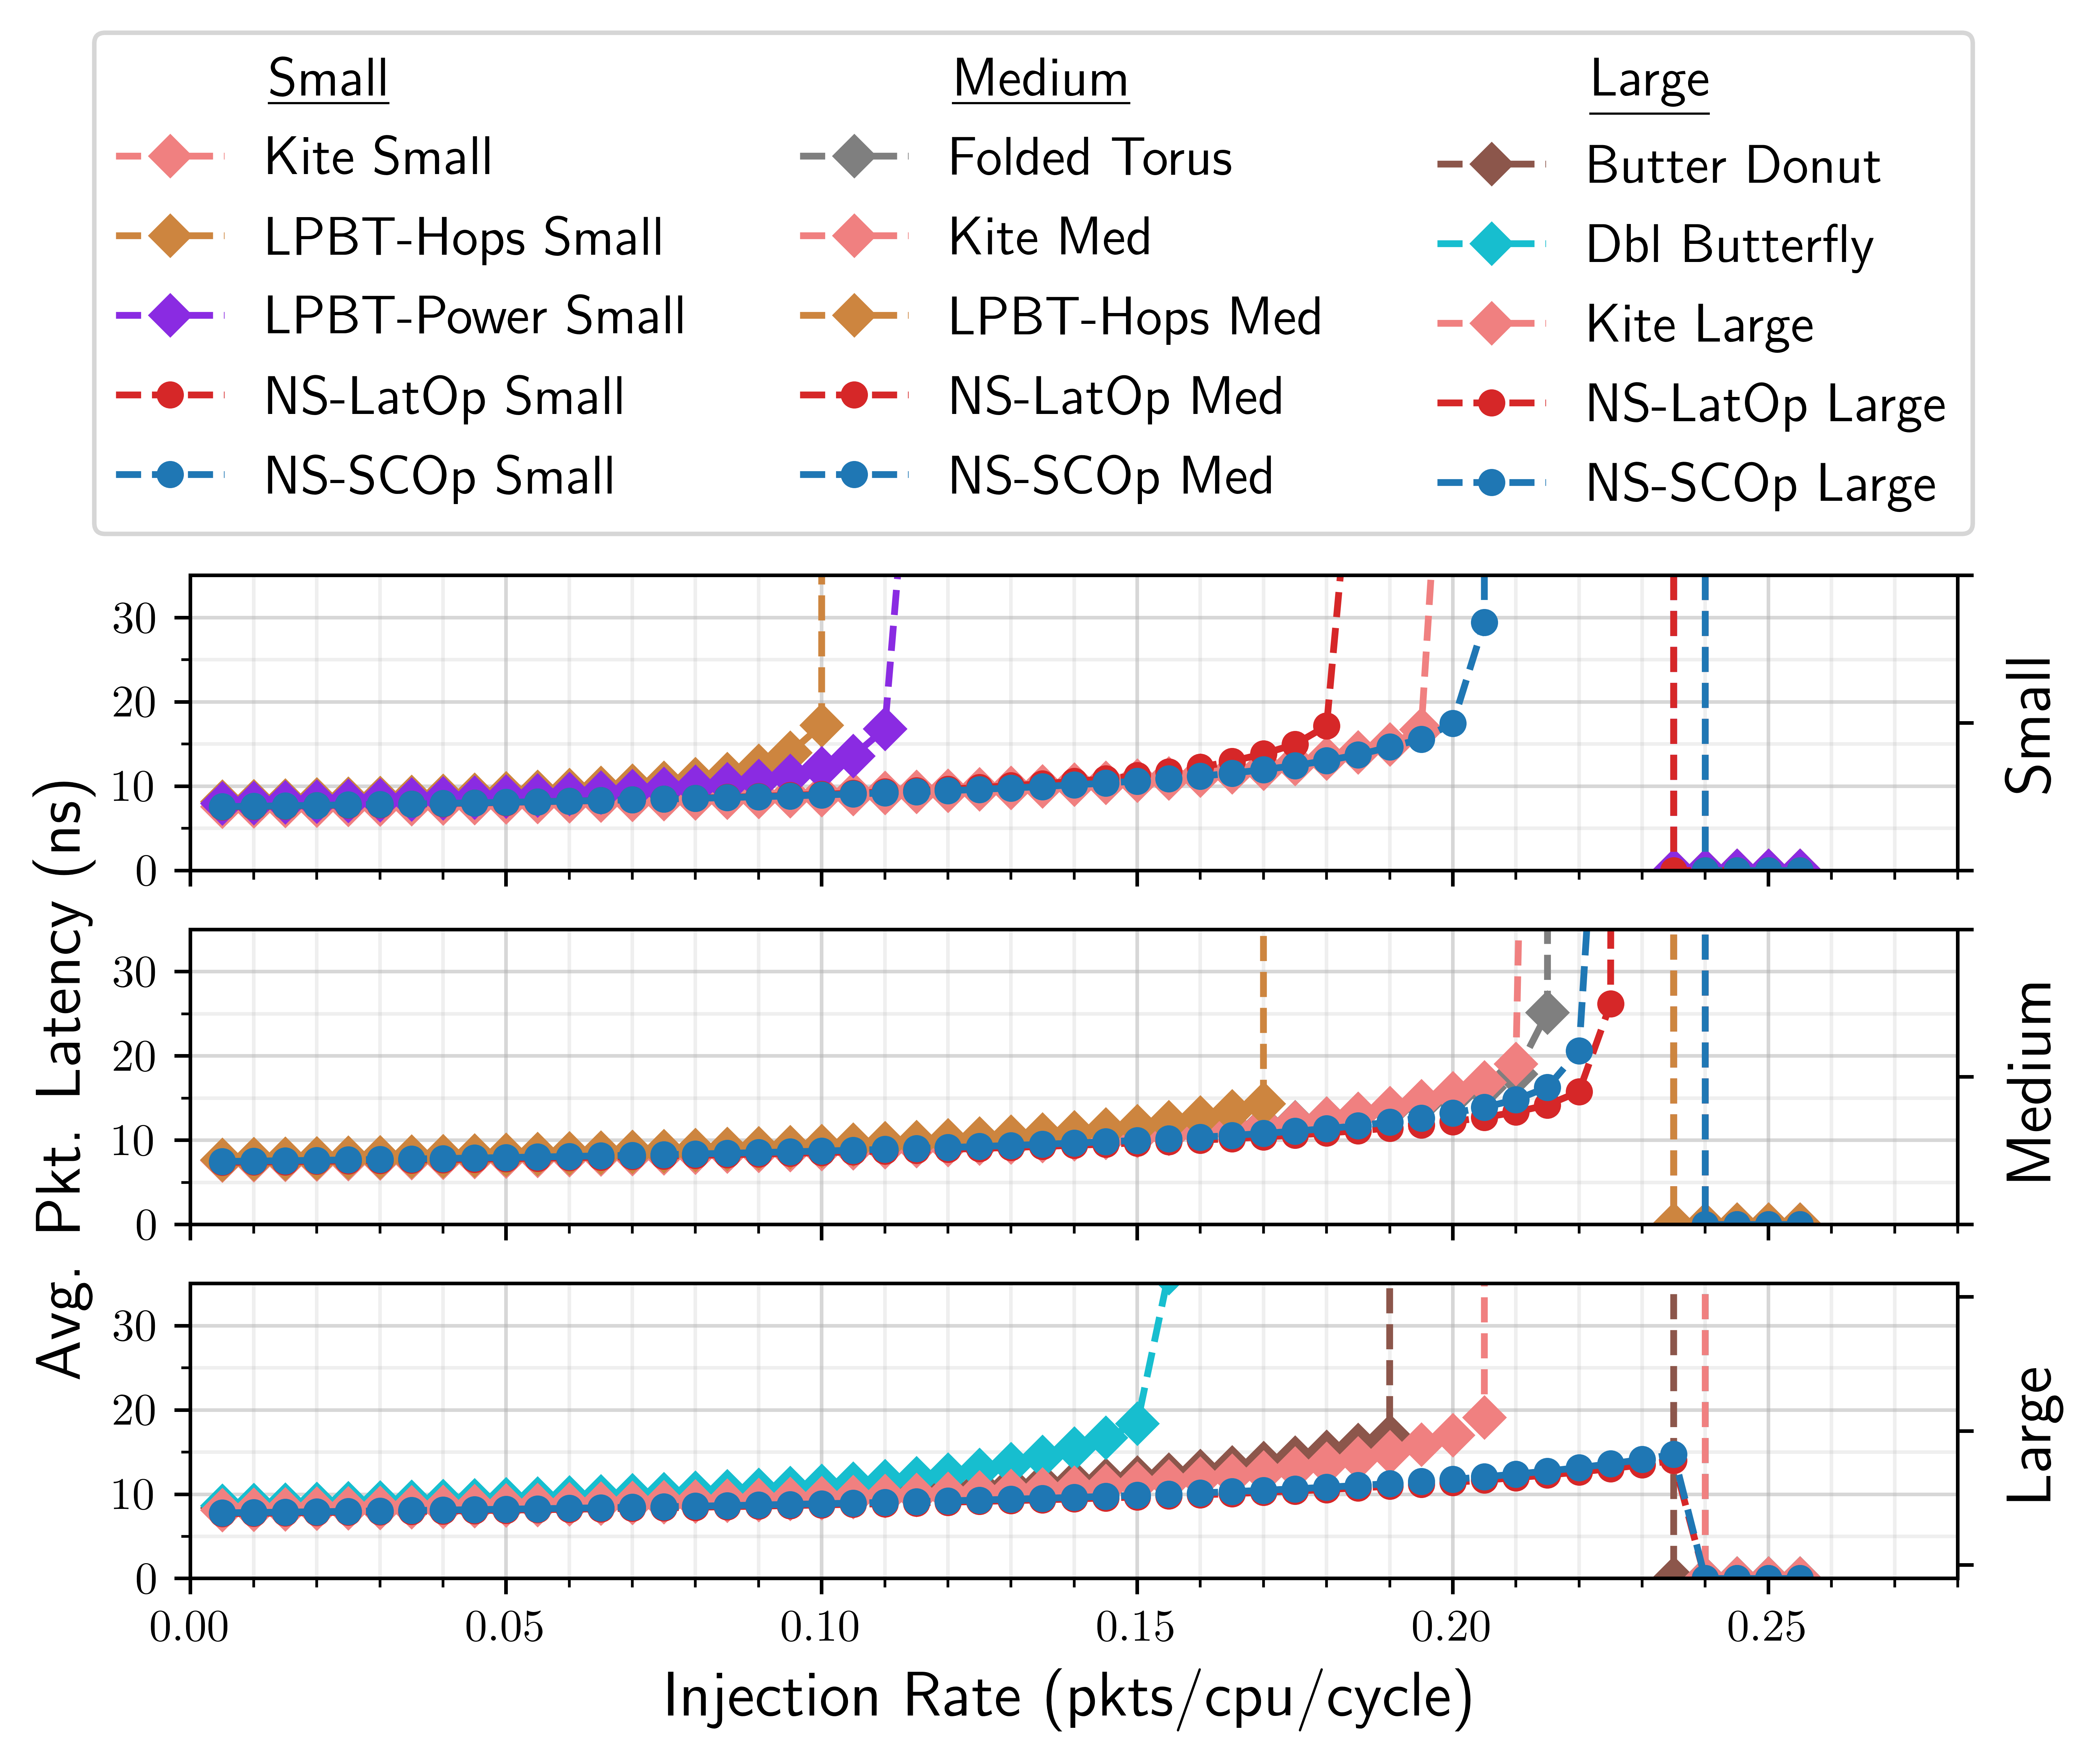 Small
Kite Small
LPBT-Hops Small
LPBT-Power Small
NS-LatOp Small
NS-SCOp Small
Medium
Folded Torus
Kite Med
LPBT-Hops Med
NS-LatOp Med
NS-SCOp Med
Large
Butter Donut
Dbl Butterfly
Kite Large
NS-LatOp Large
NS-SCOp Large
Avg. Pkt. Latency (ns)
30
20
10
0
Small
30
20
10
0
Medium
30
20
10
0
Large
0.00 0.05 0.10 0.15 0.20 0.25
Injection Rate (pkts/cpu/cycle)